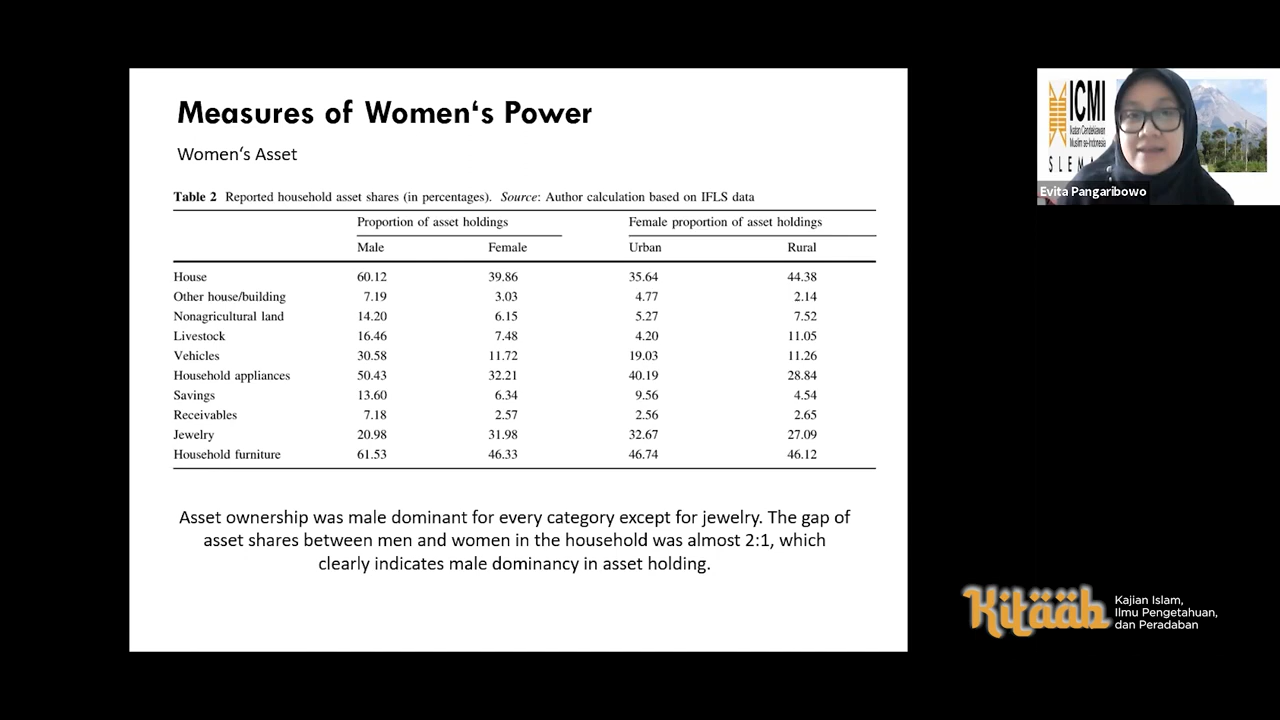 Measures of Women‘s Power
Women‘s Asset
Table 2 Reported household asset shares (in percentages). Source: Author calculation based on IFLS data
Proportion of asset holdings Female proportion of asset holdings
Male Female Urban Rural
House 60.12 39.86 35.64 44.38
Other house/building 7.19 3.03 4.77 2.14
Nonagricultural land 14.20 6.15 5.27 7.52
Livestock 16.46 7.48 4.20 11.05
Vehicles 30.58 11.72 19.03 11.26
Household appliances 50.43 32.21 40.19 28.84
Savings 13.60 6.34 9.56 4.54
Receivables 7.18 2.57 2.56 2.65
Jewelry 20.98 31.98 32.67 27.09
Household furniture 61.53 46.33 46.74 46.12
Asset ownership was male dominant for every category except for jewelry. The gap of
asset shares between men and women in the household was almost 2:1, which
clearly indicates male dominancy in asset holding.
ICMI
Ikatan Cendekiawan
Muslim se-Indonesia
Evita Pangaribowo
Kitääb
Kajian Islam,
Ilmu Pengetahuan,
dan Peradaban